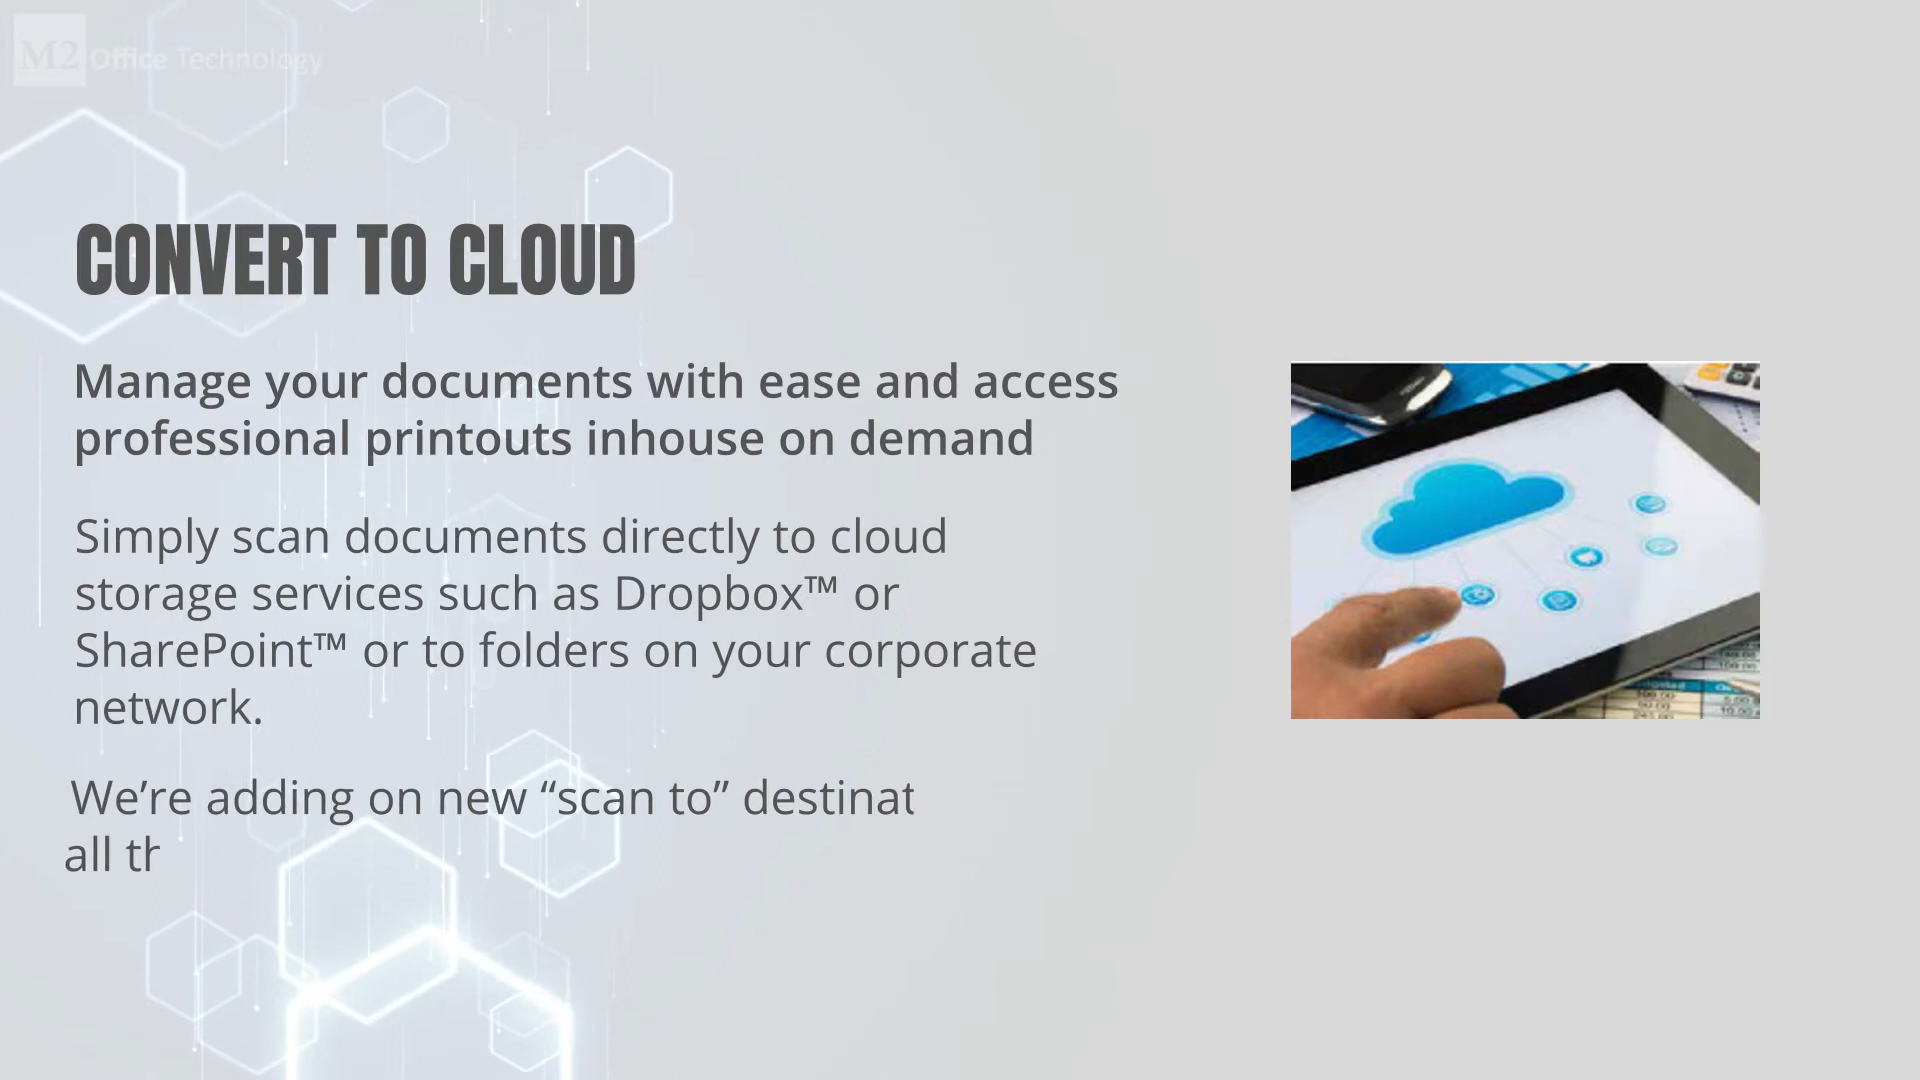 M2 Office Technology
CONVERT TO CLOUD
Manage your documents with ease and access
professional printouts inhouse on demand
Simply scan documents directly to cloud
storage services such as Dropbox™ or
SharePoint™ or to folders on your corporate
network.
We’re adding on new “scan to” destinat
all th